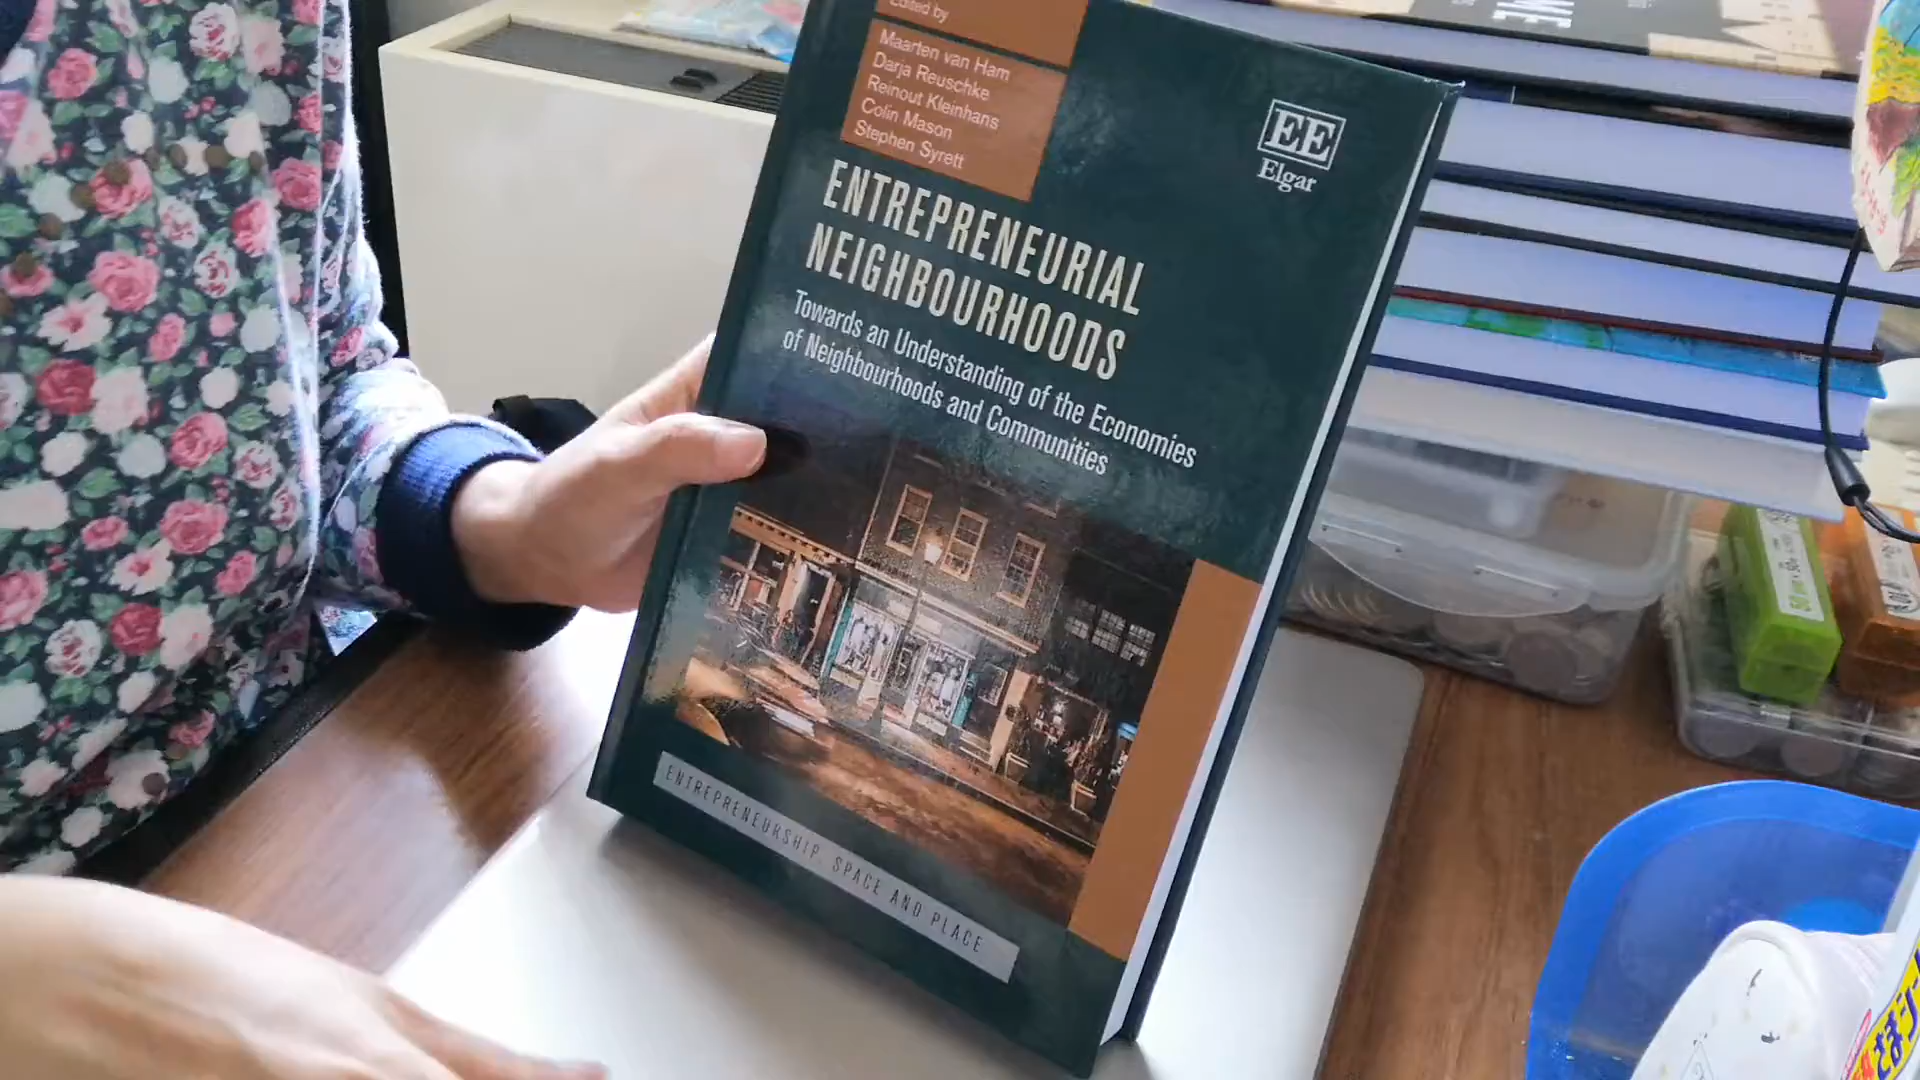 Edited by
Maarten van Ham
Darja Reuschke
Reinout Kleinhans
Colin Mason
Stephen Syrett
EE
Elgar
ENTREPRENEURIAL
NEIGHBOURHOODS
Towards an Understanding of the Economies
of Neighbourhoods and Communities
ENTREPRENEURSHIP, SPACE AND PLACE